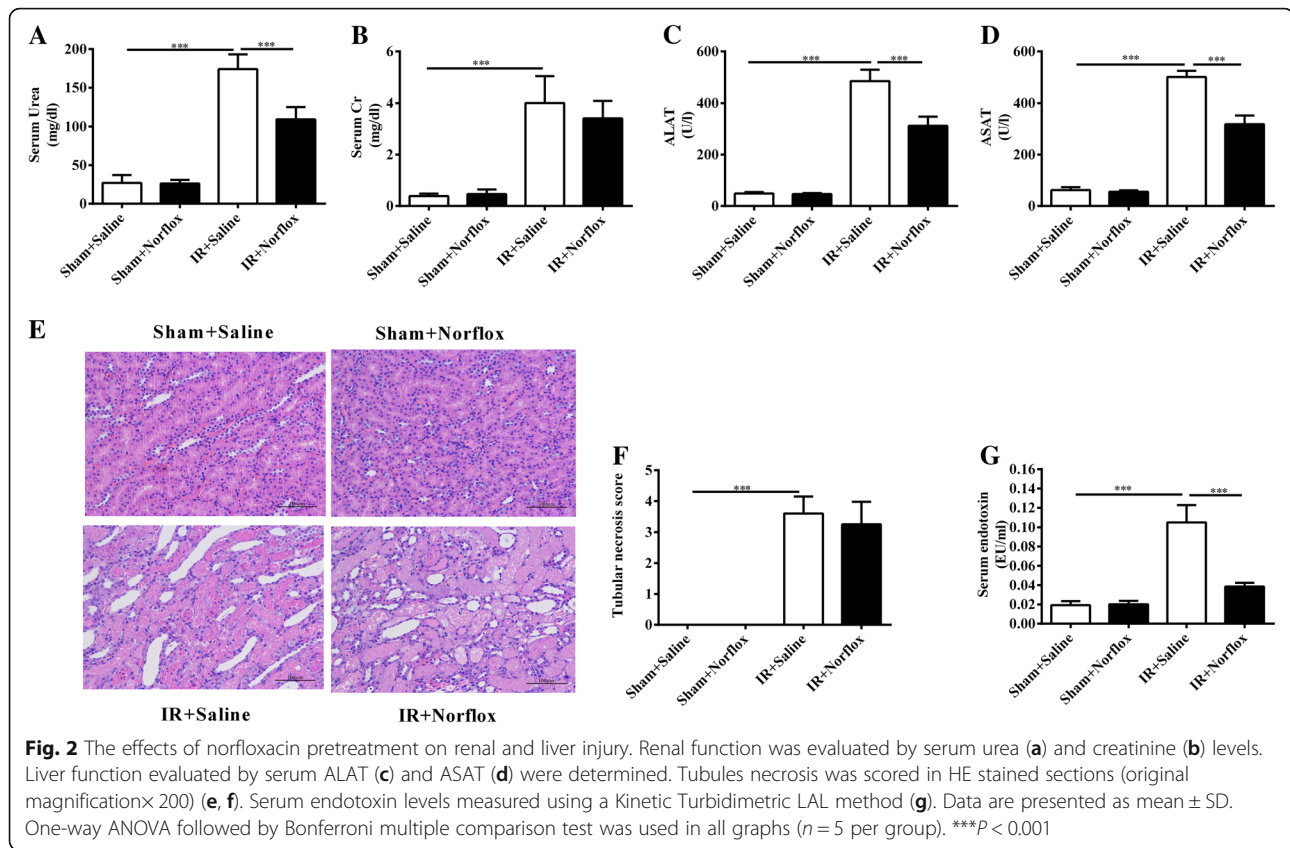 A
Serum Urea
(mg/dl)
200
150
100
50
0
***
***
Sham+Saline
Sham+Norflox
IR+Saline
IR+Norflox
B
Serum Cr
(mg/dl)
6
4
2
0
***
Sham+Saline
Sham+Norflox
IR+Saline
IR+Norflox
C
ALAT
(U/l)
600
400
200
0
***
***
Sham+Saline
Sham+Norflox
IR+Saline
IR+Norflox
D
ASAT
(U/l)
600
400
200
0
***
***
Sham+Saline
Sham+Norflox
IR+Saline
IR+Norflox
E
Sham+Saline
Sham+Norflox
IR+Saline
IR+Norflox
F
Tubular necrosis score
5
4
3
2
1
0
***
Sham+Saline
Sham+Norflox
IR+Saline
IR+Norflox
G
Serum endotoxin
(EU/ml)
0.16
0.14
0.12
0.10
0.08
0.06
0.04
0.02
0.00
***
***
Sham+Saline
Sham+Norflox
IR+Saline
IR+Norflox
Fig. 2 The effects of norfloxacin pretreatment on renal and liver injury. Renal function was evaluated by serum urea (a) and creatinine (b) levels.
Liver function evaluated by serum ALAT (c) and ASAT (d) were determined. Tubules necrosis was scored in HE stained sections (original
magnification× 200) (e, f). Serum endotoxin levels measured using a Kinetic Turbidimetric LAL method (g). Data are presented as mean ± SD.
One-way ANOVA followed by Bonferroni multiple comparison test was used in all graphs (n = 5 per group). ***P < 0.001